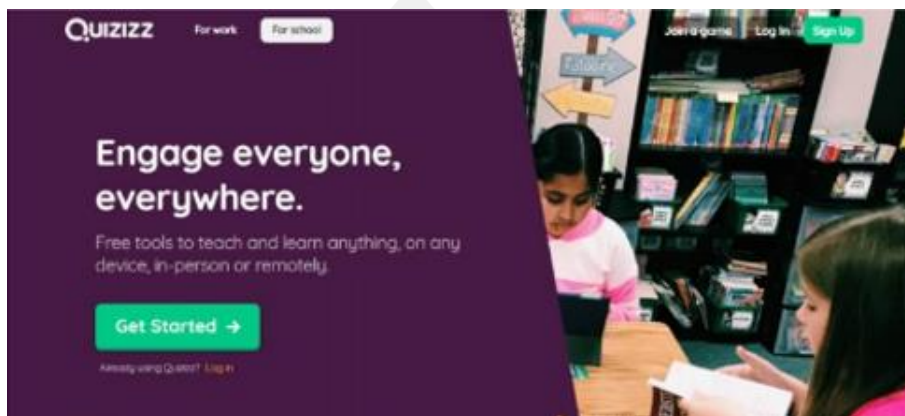 QUIZIZZ
For work
For school
Join a game
Log In
Sign Up
Engage everyone,
everywhere.
Free tools to teach and learn anything, on any
device, in-person or remotely.
Get Started →
Already using Quizizz? Log in